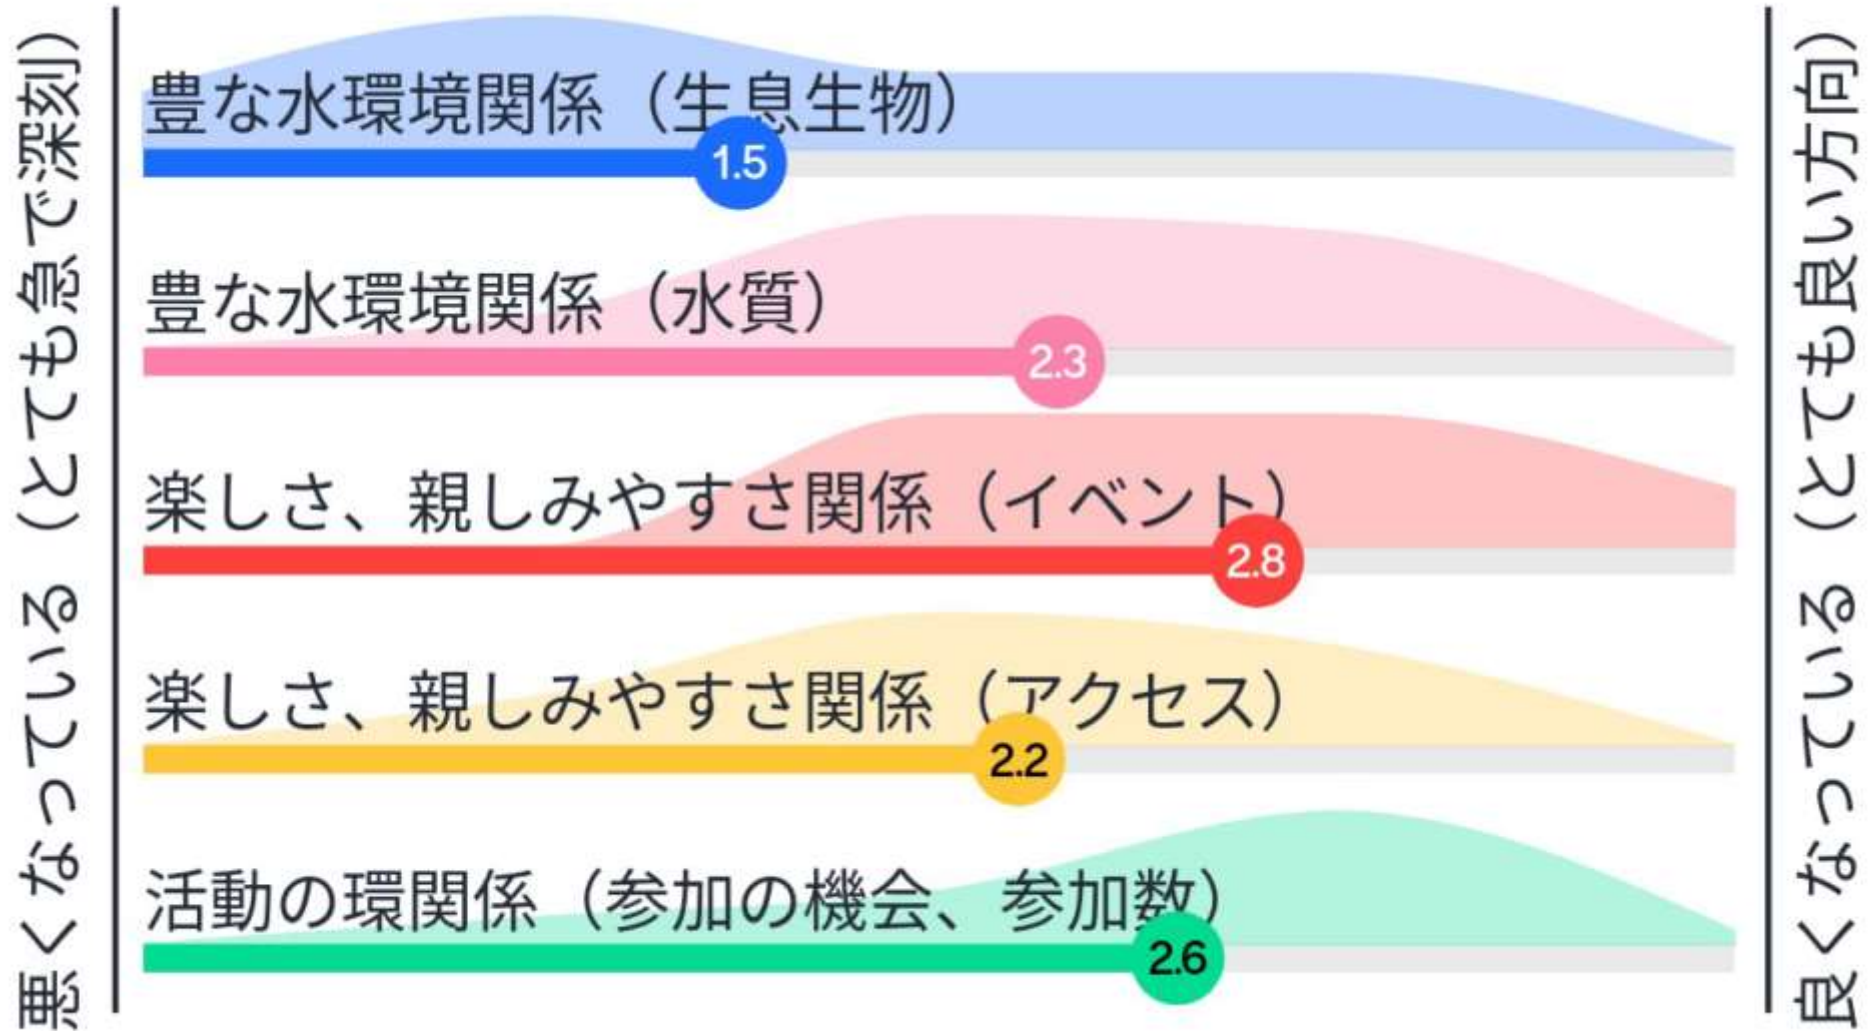 悪くなっている（とても急で深刻）
豊な水環境関係（生息生物）
1.5
豊な水環境関係（水質）
2.3
楽しさ、親しみやすさ関係（イベント）
2.8
楽しさ、親しみやすさ関係（アクセス）
2.2
活動の環関係（参加の機会、参加数）
2.6
良くなっている（とても良い方向）